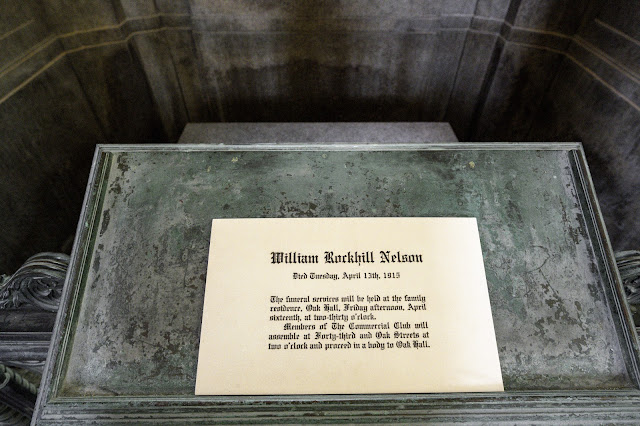 William Rockhill Nelson
Died Tuesday, April 13th, 1915
The funeral services will be held at the family
residence, Oak Hall, Friday afternoon, April
sixteenth, at two-thirty o'clock.
Members of The Commercial Club will
assemble at Forty-third and Oak Streets at
two o'clock and proceed in a body to Oak Hall.